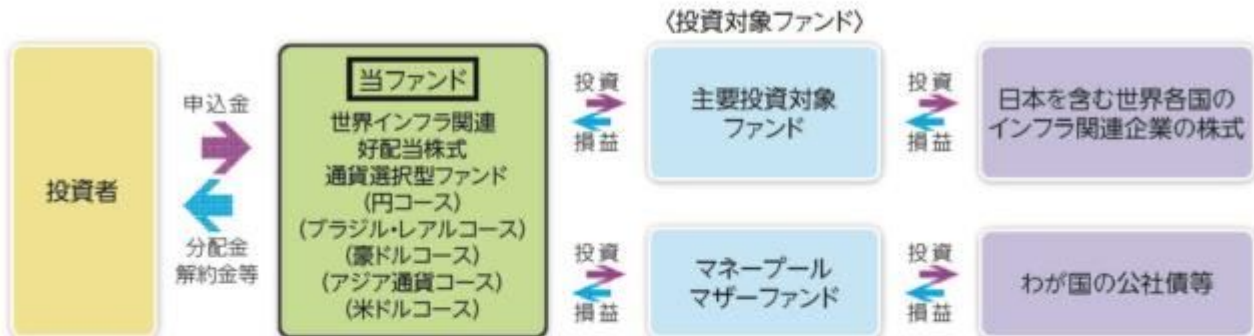 〈投資対象ファンド〉
投資者
申込金
分配金
解約金等
当ファンド
世界インフラ関連
好配当株式
通貨選択型ファンド
(円コース)
(ブラジル・レアルコース)
(豪ドルコース)
(アジア通貨コース)
(米ドルコース)
投資
損益
主要投資対象
ファンド
投資
損益
日本を含む世界各国の
インフラ関連企業の株式
投資
損益
マネープール
マザーファンド
投資
損益
わが国の公社債等